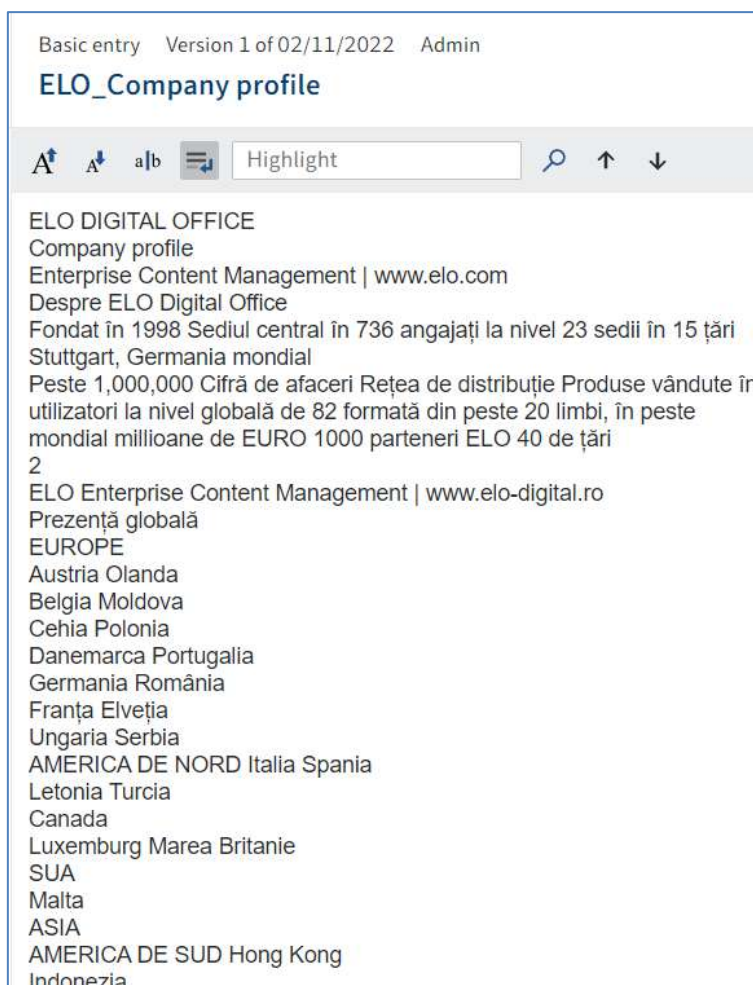 Basic entry Version 1 of 02/11/2022 Admin
ELO_Company profile
A A a|b Highlight
ELO DIGITAL OFFICE
Company profile
Enterprise Content Management | www.elo.com
Despre ELO Digital Office
Fondat în 1998 Sediul central în 736 angajați la nivel 23 sedii în 15 țări
Stuttgart, Germania mondial
Peste 1,000,000 Cifră de afaceri Rețea de distribuție Produse vândute în
utilizatori la nivel globală de 82 formată din peste 20 limbi, în peste
mondial millioane de EURO 1000 parteneri ELO 40 de țări
2
ELO Enterprise Content Management | www.elo-digital.ro
Prezență globală
EUROPE
Austria Olanda
Belgia Moldova
Cehia Polonia
Danemarca Portugalia
Germania România
Franța Elveția
Ungaria Serbia
AMERICA DE NORD Italia Spania
Letonia Turcia
Canada
Luxemburg Marea Britanie
SUA
Malta
ASIA
AMERICA DE SUD Hong Kong
Indonezia